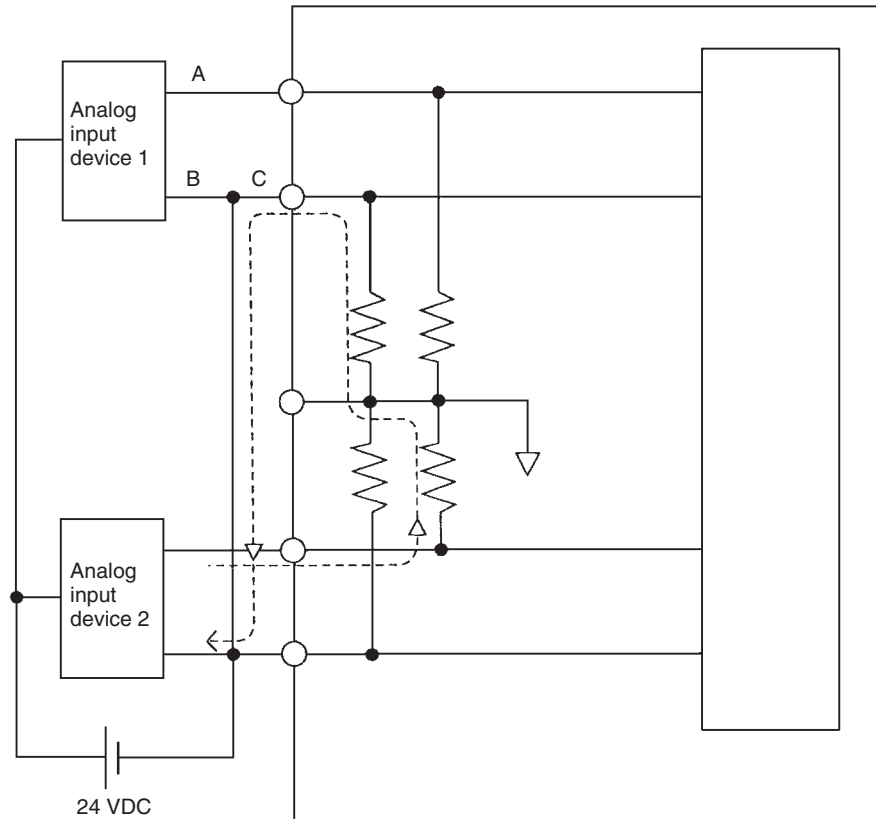 A
Analog
input
device 1
B C
Analog
input
device 2
24 VDC